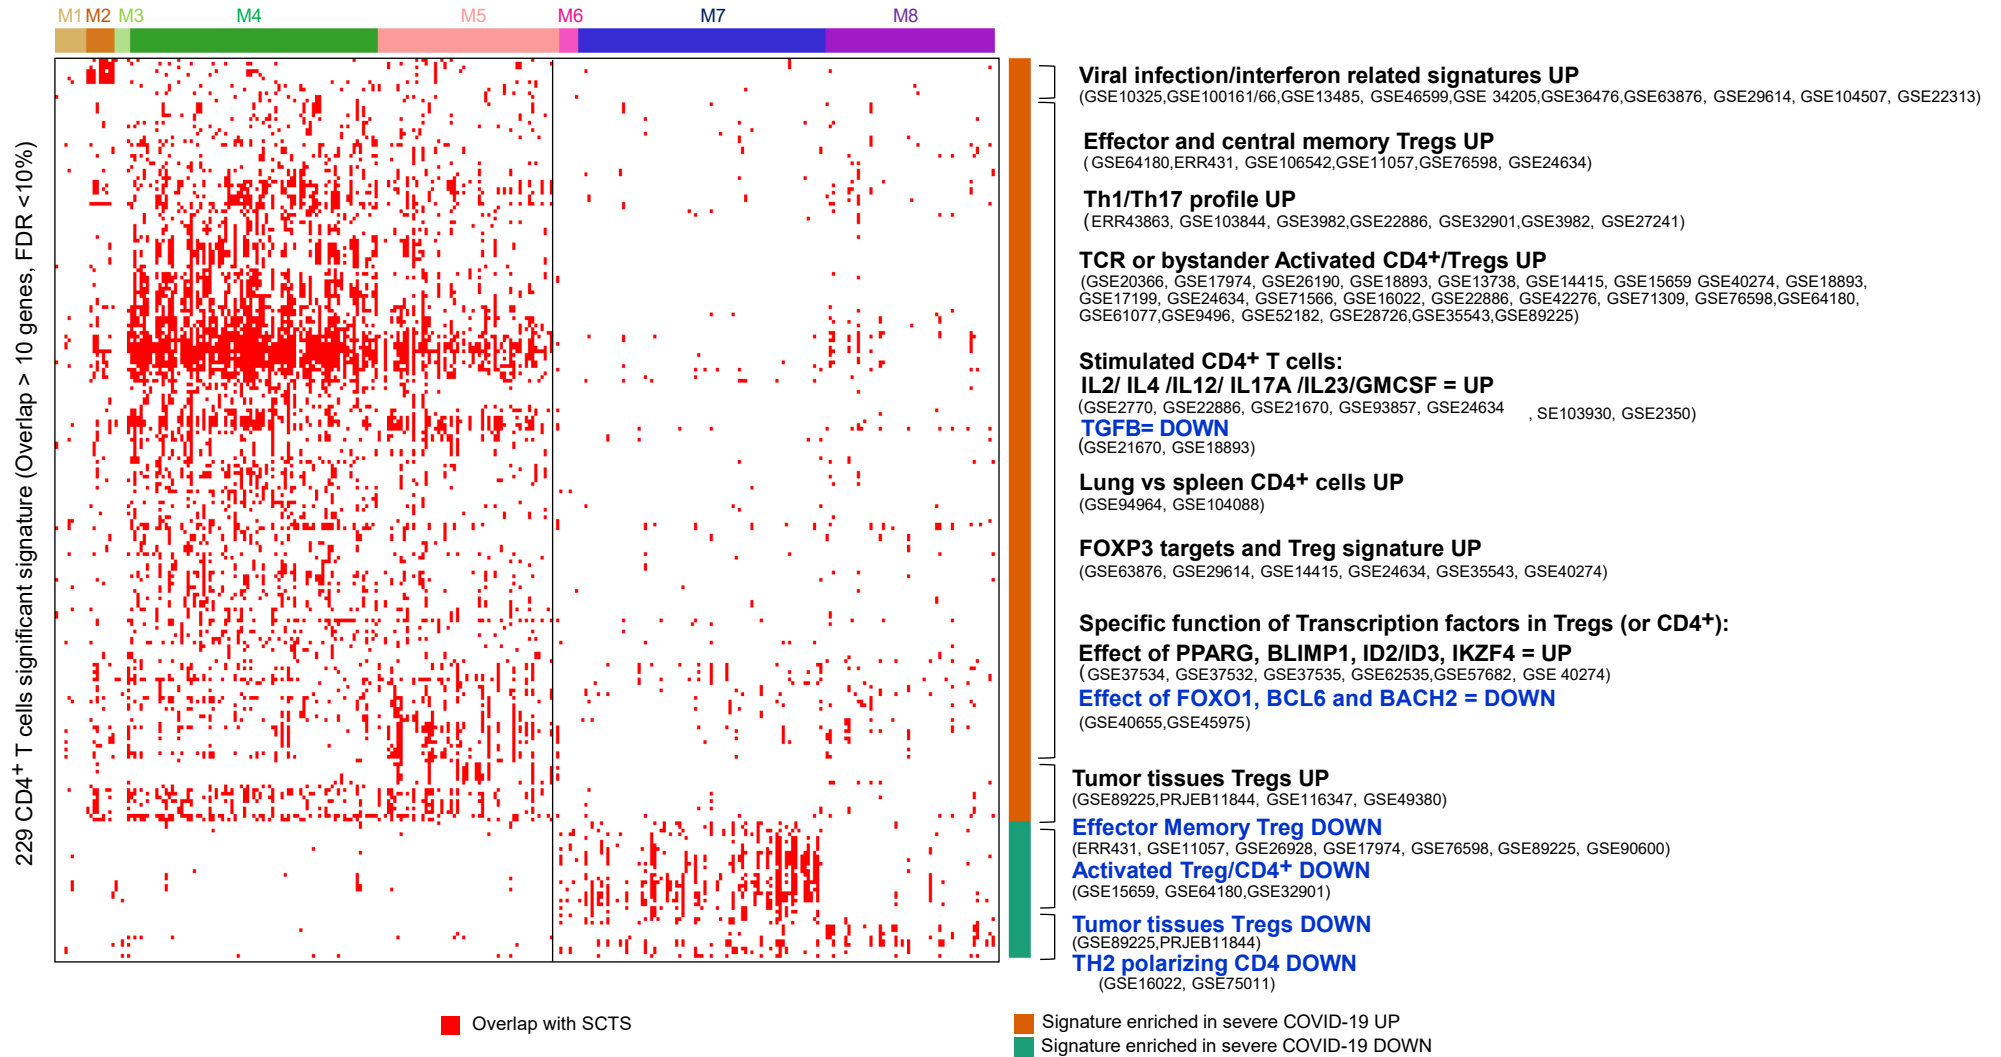 M1 M2 M3 M4 M5 M6 M7 M8
229 CD4+ T cells significant signature (Overlap > 10 genes, FDR <10%)
Viral infection/interferon related signatures UP
(GSE10325,GSE100161/66,GSE13485, GSE46599,GSE 34205,GSE36476,GSE63876, GSE29614, GSE104507, GSE22313)
Effector and central memory Tregs UP
( GSE64180,ERR431, GSE106542,GSE11057,GSE76598, GSE24634)
Th1/Th17 profile UP
(ERR43863, GSE103844, GSE3982,GSE22886, GSE32901,GSE3982, GSE27241)
TCR or bystander Activated CD4+/Tregs UP
(GSE20366, GSE17974, GSE26190, GSE18893, GSE13738, GSE14415, GSE15659 GSE40274, GSE18893,
GSE17199, GSE24634, GSE71566, GSE16022, GSE22886, GSE42276, GSE71309, GSE76598,GSE64180,
GSE61077,GSE9496, GSE52182, GSE28726,GSE35543,GSE89225)
Stimulated CD4+ T cells:
IL2/ IL4 /IL12/ IL17A /IL23/GMCSF = UP
(GSE2770, GSE22886, GSE21670, GSE93857, GSE24634 , SE103930, GSE2350)
TGFB= DOWN
(GSE21670, GSE18893)
Lung vs spleen CD4+ cells UP
(GSE94964, GSE104088)
FOXP3 targets and Treg signature UP
(GSE63876, GSE29614, GSE14415, GSE24634, GSE35543, GSE40274)
Specific function of Transcription factors in Tregs (or CD4+):
Effect of PPARG, BLIMP1, ID2/ID3, IKZF4 = UP
(GSE37534, GSE37532, GSE37535, GSE62535,GSE57682, GSE 40274)
Effect of FOXO1, BCL6 and BACH2 = DOWN
(GSE40655,GSE45975)
Tumor tissues Tregs UP
(GSE89225,PRJEB11844, GSE116347, GSE49380)
Effector Memory Treg DOWN
(ERR431, GSE11057, GSE26928, GSE17974, GSE76598, GSE89225, GSE90600)
Activated Treg/CD4+ DOWN
(GSE15659, GSE64180,GSE32901)
Tumor tissues Tregs DOWN
(GSE89225,PRJEB11844)
TH2 polarizing CD4 DOWN
(GSE16022, GSE75011)
Overlap with SCTS
Signature enriched in severe COVID-19 UP
Signature enriched in severe COVID-19 DOWN